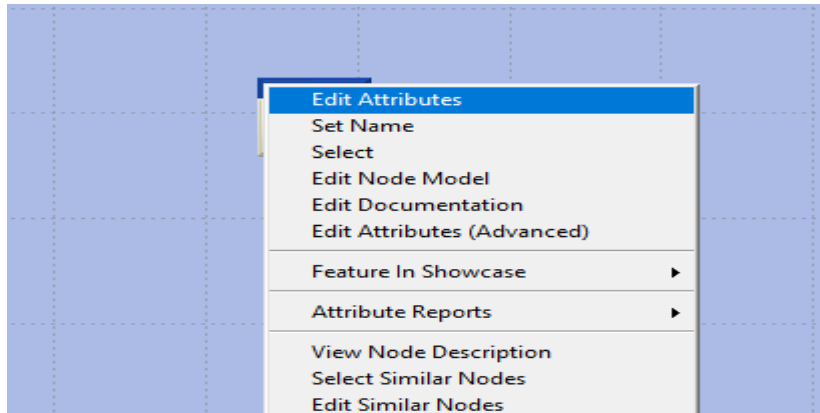 Edit Attributes
Set Name
Select
Edit Node Model
Edit Documentation
Edit Attributes (Advanced)
Feature In Showcase
Attribute Reports
View Node Description
Select Similar Nodes
Edit Similar Nodes